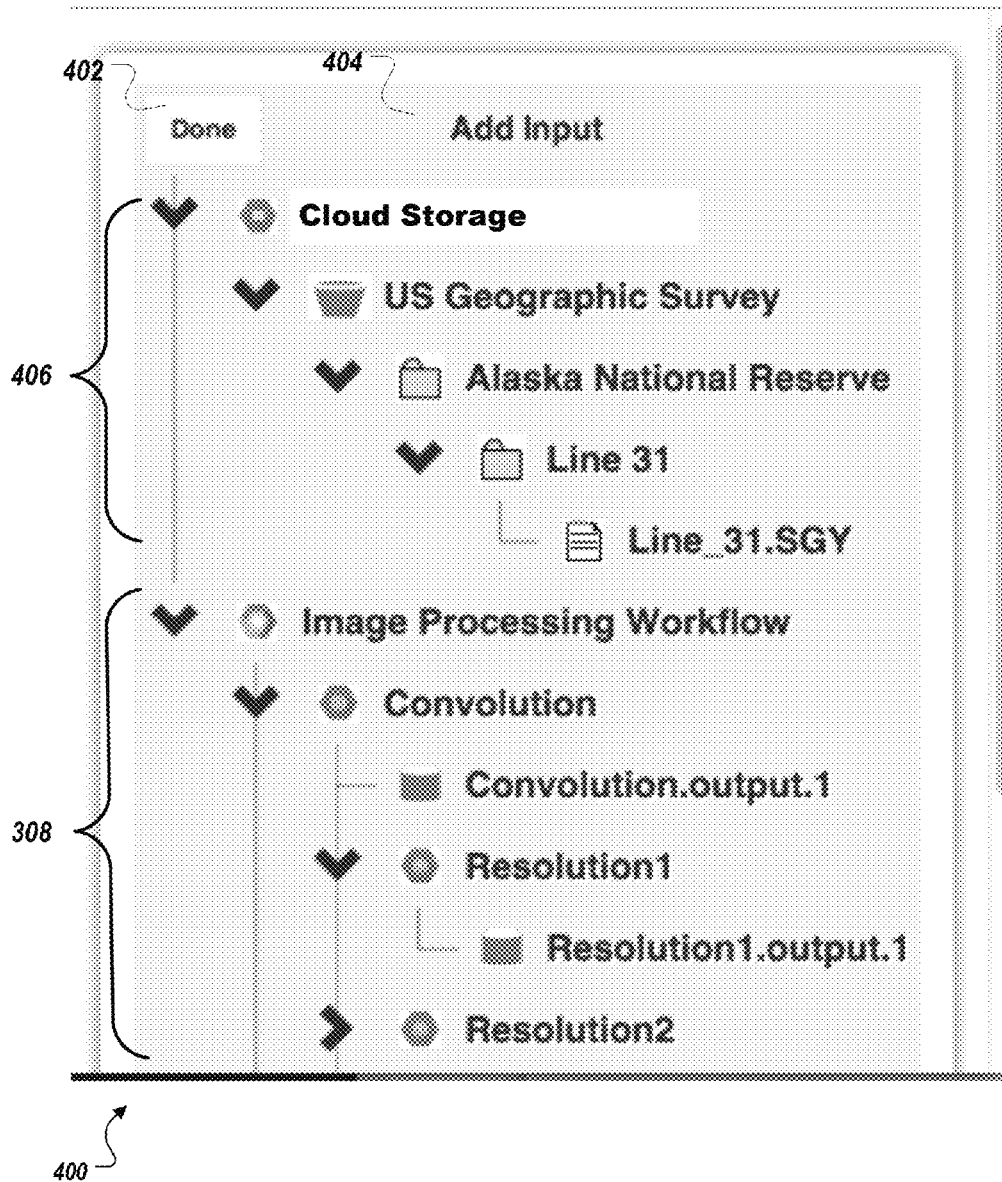 402
404
Done
Add Input
Cloud Storage
US Geographic Survey
406
Alaska National Reserve
Line 31
Line_31.SGY
Image Processing Workflow
Convolution
Convolution.output.1
308
Resolution1
Resolution1.output.1
Resolution2
400